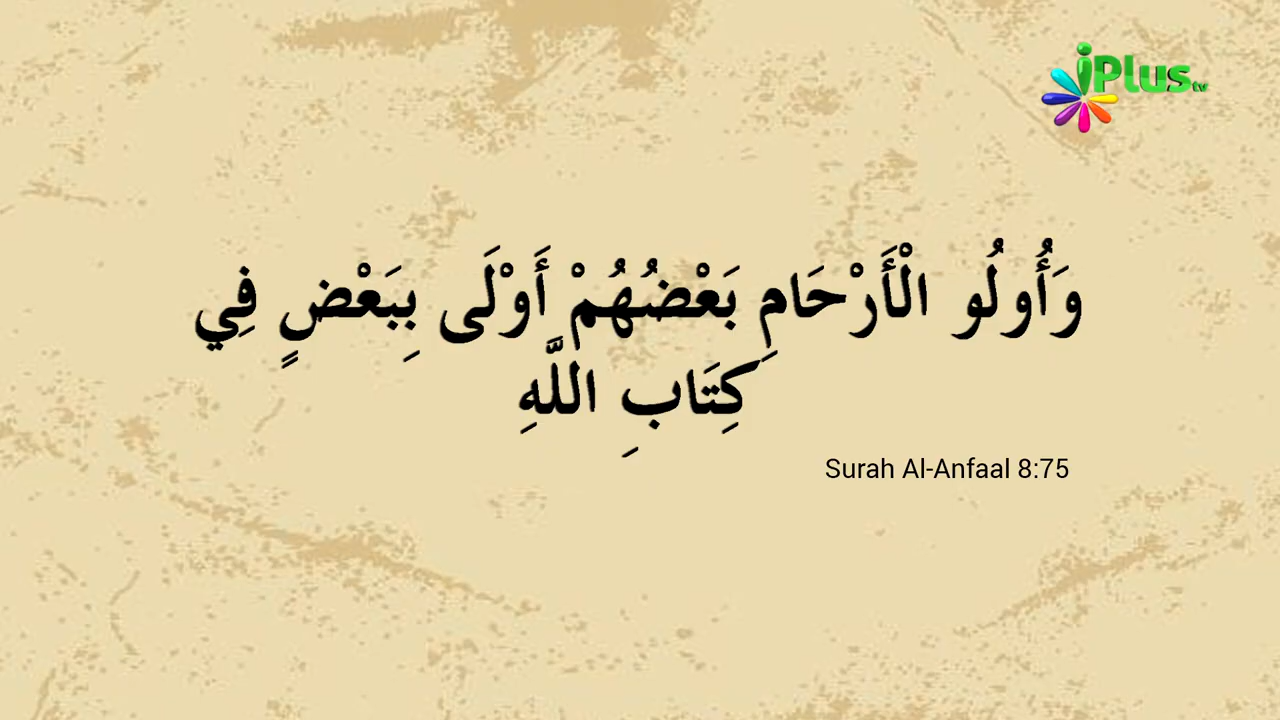 iPlus tv
وَأُولُو الْأَرْحَامِ بَعْضُهُمْ أَوْلَى بِبَعْضٍ فِي
كِتَابِ اللَّهِ
Surah Al-Anfaal 8:75